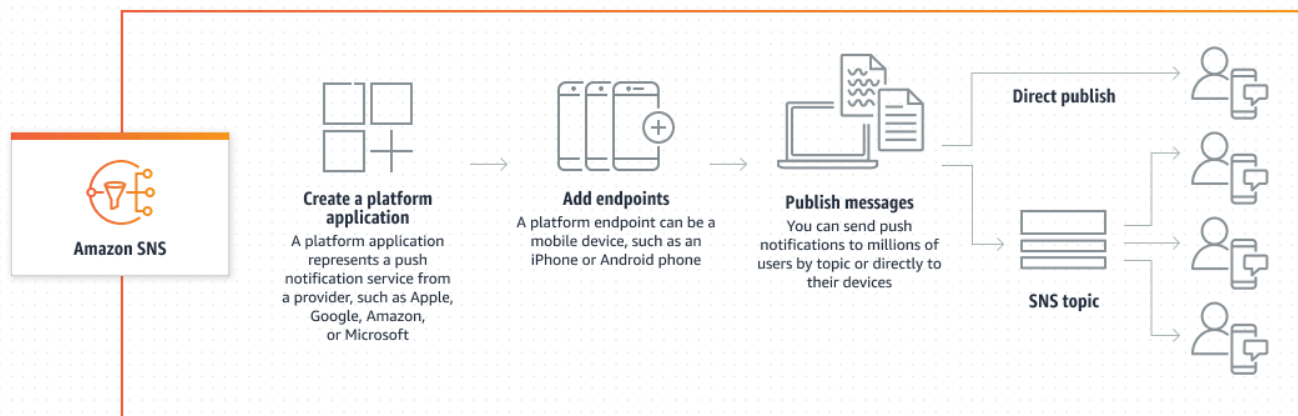 Amazon SNS
Create a platform
application
A platform application
represents a push
notification service from
a provider, such as Apple,
Google, Amazon,
or Microsoft
Add endpoints
A platform endpoint can be a
mobile device, such as an
iPhone or Android phone
Publish messages
You can send push
notifications to millions of
users by topic or directly to
their devices
Direct publish
SNS topic